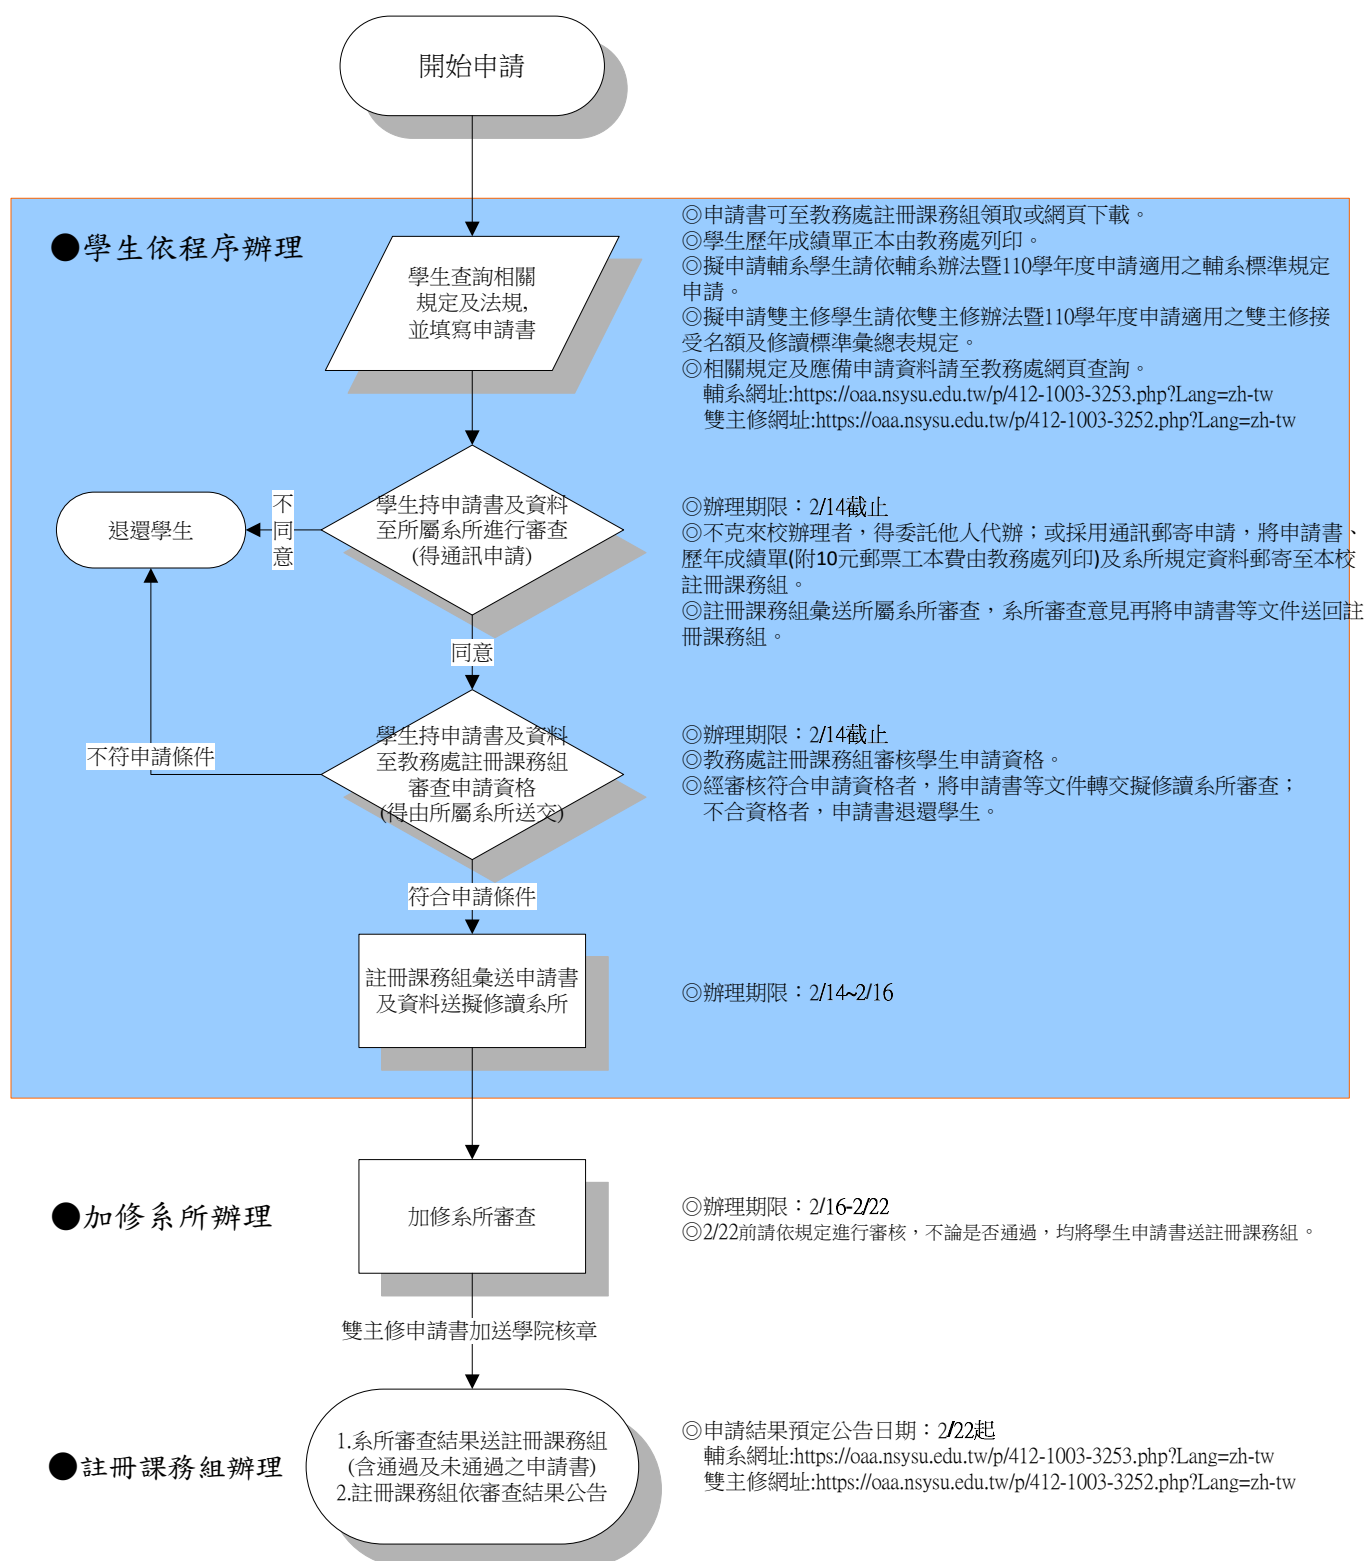 開始申請
●學生依程序辦理
學生查詢相關
規定及法規,
並填寫申請書
◎申請書可至教務處註冊課務組領取或網頁下載。
◎學生歷年成績單正本由教務處列印。
◎擬申請輔系學生請依輔系辦法暨110學年度申請適用之輔系標準規定
申請。
◎擬申請雙主修學生請依雙主修辦法暨110學年度申請適用之雙主修接
受名額及修讀標準彙總表規定。
◎相關規定及應備申請資料請至教務處網頁查詢。
輔系網址:https://oaa.nsysu.edu.tw/p/412-1003-3253.php?Lang=zh-tw
雙主修網址:https://oaa.nsysu.edu.tw/p/412-1003-3252.php?Lang=zh-tw
學生持申請書及資料
至所屬系所進行審查
(得通訊申請)
不
同
意
退還學生
◎辦理期限：2/14截止
◎不克來校辦理者，得委託他人代辦；或採用通訊郵寄申請，將申請書、
歷年成績單(附10元郵票工本費由教務處列印)及系所規定資料郵寄至本校
註冊課務組。
◎註冊課務組彙送所屬系所審查，系所審查意見再將申請書等文件送回註
冊課務組。
同意
學生持申請書及資料
至教務處註冊課務組
審查申請資格
(得由所屬系所送交)
不符申請條件
◎辦理期限：2/14截止
◎教務處註冊課務組審核學生申請資格。
◎經審核符合申請資格者，將申請書等文件轉交擬修讀系所審查；
不合資格者，申請書退還學生。
符合申請條件
註冊課務組彙送申請書
及資料送擬修讀系所
◎辦理期限：2/14~2/16
●加修系所辦理
加修系所審查
◎辦理期限：2/16-2/22
◎2/22前請依規定進行審核，不論是否通過，均將學生申請書送註冊課務組。
雙主修申請書加送學院核章
●註冊課務組辦理
1.系所審查結果送註冊課務組
(含通過及未通過之申請書)
2.註冊課務組依審查結果公告
◎申請結果預定公告日期：2/22起
輔系網址:https://oaa.nsysu.edu.tw/p/412-1003-3253.php?Lang=zh-tw
雙主修網址:https://oaa.nsysu.edu.tw/p/412-1003-3252.php?Lang=zh-tw